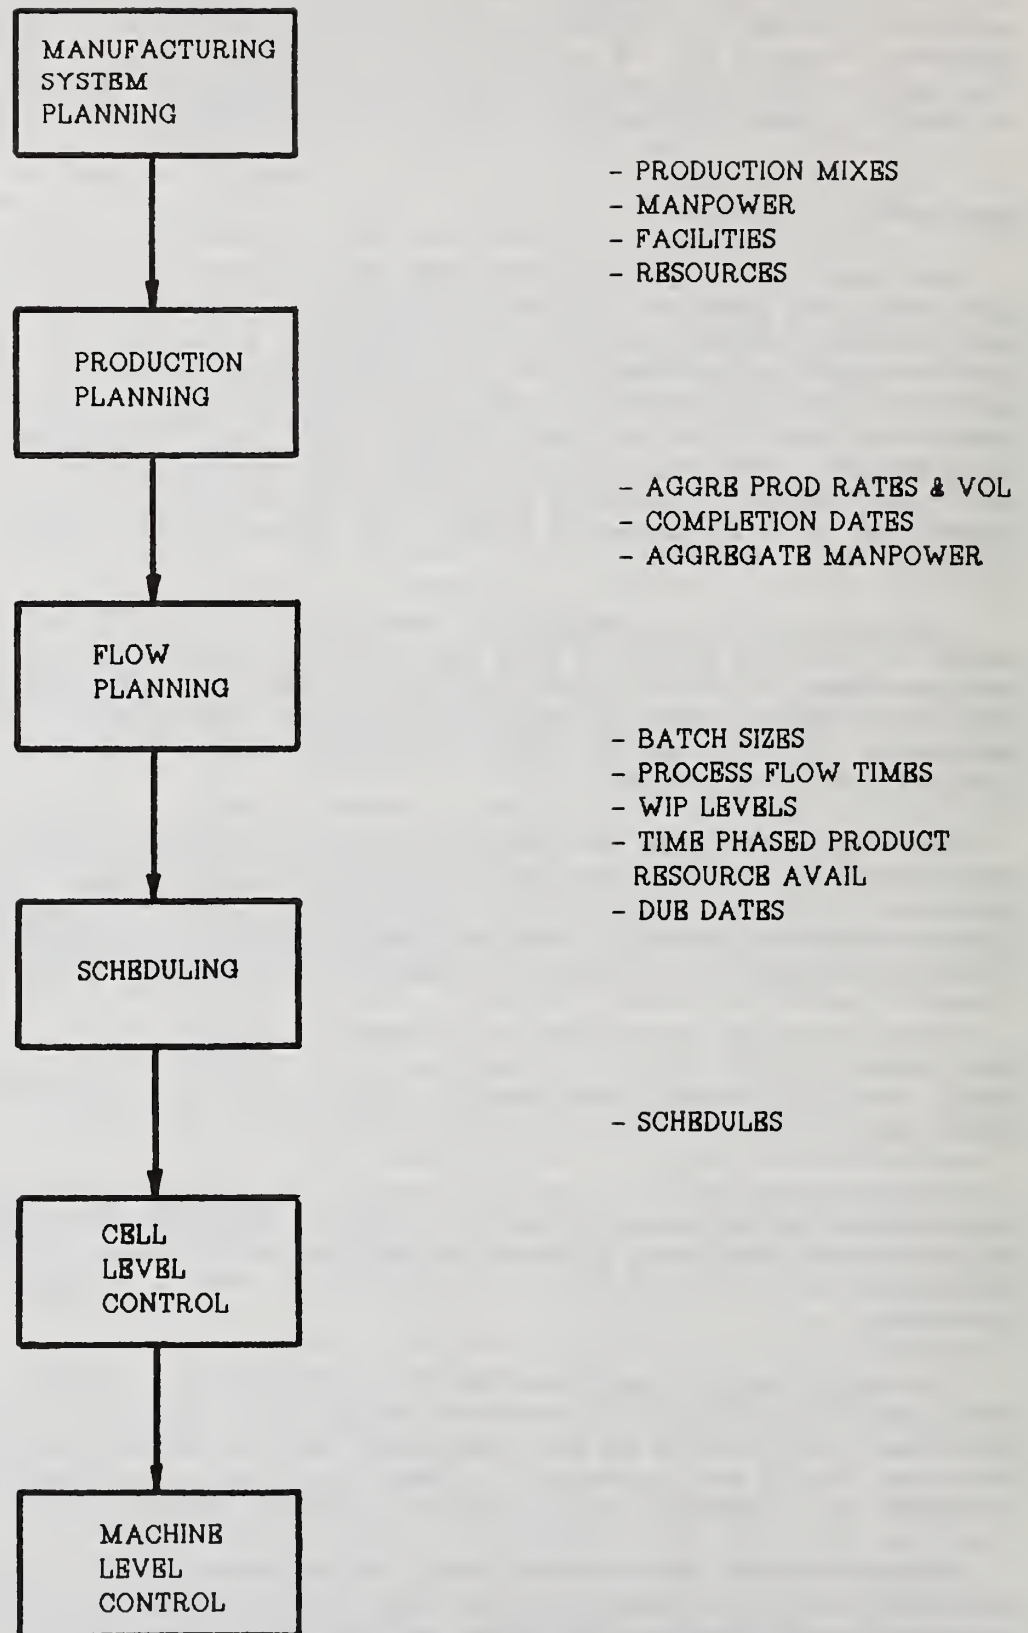 MANUFACTURING
SYSTEM
PLANNING
- PRODUCTION MIXES
- MANPOWER
- FACILITIES
- RESOURCES
PRODUCTION
PLANNING
- AGGRE PROD RATES & VOL
- COMPLETION DATES
- AGGREGATE MANPOWER
FLOW
PLANNING
- BATCH SIZES
- PROCESS FLOW TIMES
- WIP LEVELS
- TIME PHASED PRODUCT
RESOURCE AVAIL
- DUE DATES
SCHEDULING
- SCHEDULES
CELL
LEVEL
CONTROL
MACHINE
LEVEL
CONTROL